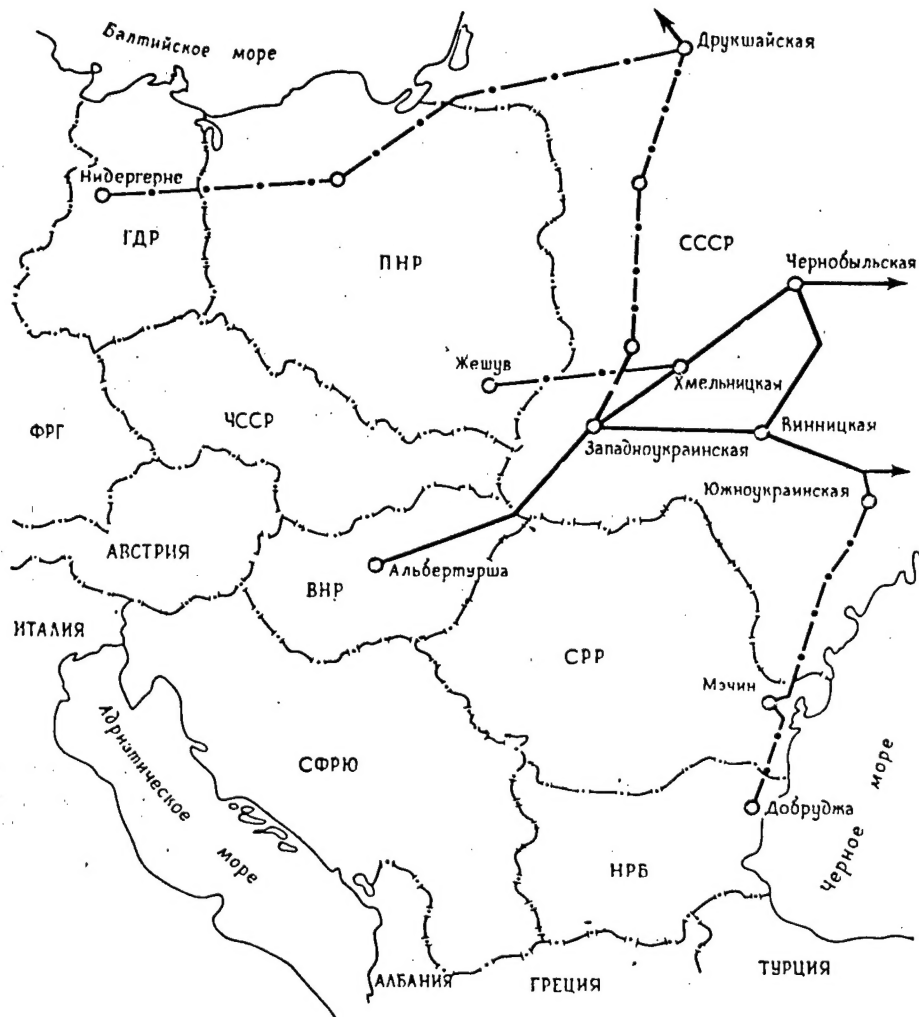 Балтийское море
Друкшайская
Нидергерне
ГДР
ПНР
СССР
Чернобыльская
Жешув
Хмельницкая
ФРГ
ЧССР
Западноукраинская
Винницкая
Южноукраинская
АВСТРИЯ
ВНР
Альбертурша
ИТАЛИЯ
СРР
Мэчин
Адриатическое море
СФРЮ
Добруджа
Черное море
НРБ
АЛБАНИЯ
ГРЕЦИЯ
ТУРЦИЯ